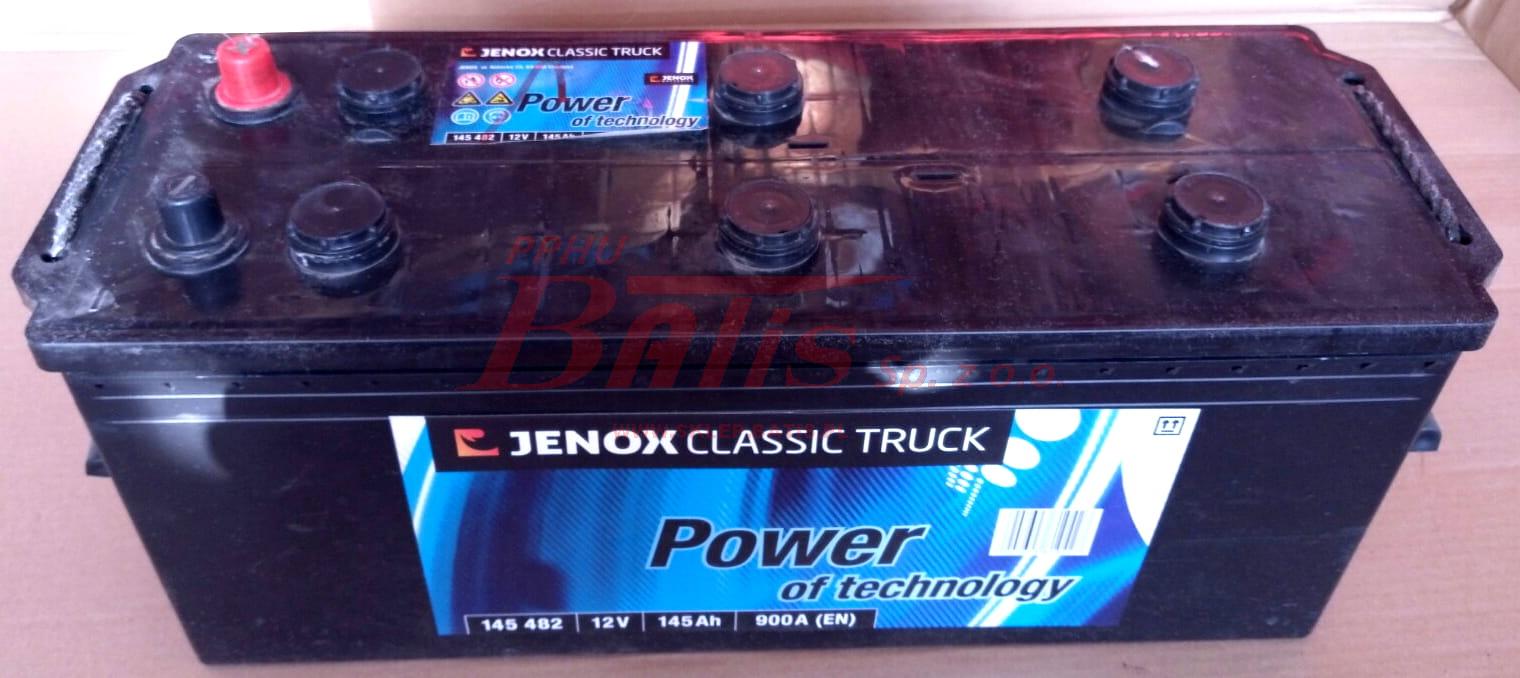 JENOX CLASSIC TRUCK
JENOX
Power
of technology
145 482 12V 145Ah
PPHU
Batis Sp. z o.o.
JENOX CLASSIC TRUCK
Power
of technology
145 482 12V 145Ah 900A (EN)